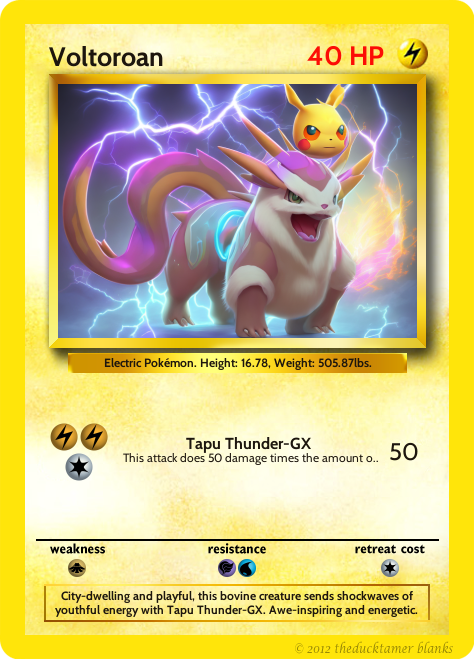 Voltoroan 40 HP
Electric Pokémon. Height: 16.78, Weight: 505.87lbs.
Tapu Thunder-GX
This attack does 50 damage times the amount o.. 50
weakness resistance retreat cost
City-dwelling and playful, this bovine creature sends shockwaves of
youthful energy with Tapu Thunder-GX. Awe-inspiring and energetic.
© 2012 theducktamer blanks